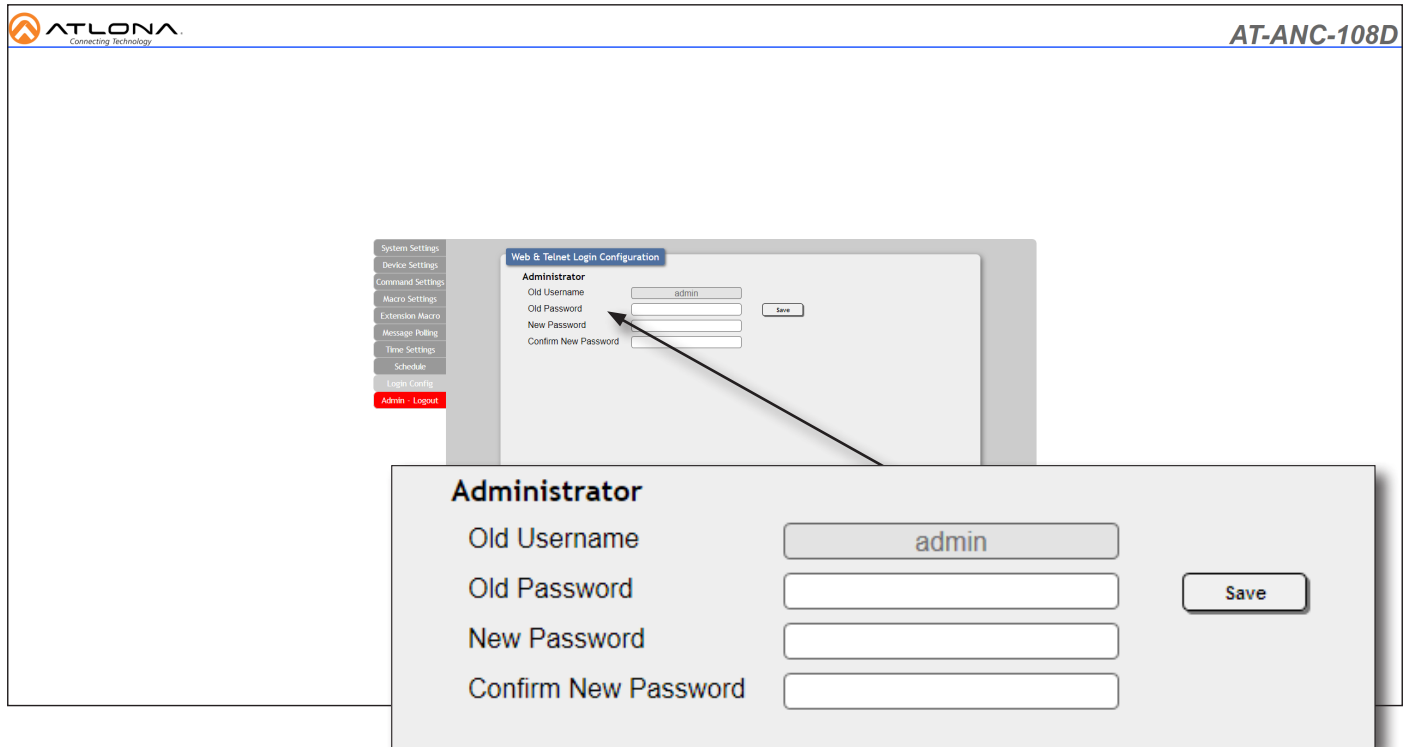 ATLONA.
Connecting Technology
AT-ANC-108D
System Settings
Device Settings
Command Settings
Macro Settings
Extension Macro
Message Polling
Time Settings
Schedule
Login Config
Admin - Logout
Web & Telnet Login Configuration
Administrator
Old Username admin
Old Password Save
New Password
Confirm New Password
Administrator
Old Username admin
Old Password Save
New Password
Confirm New Password